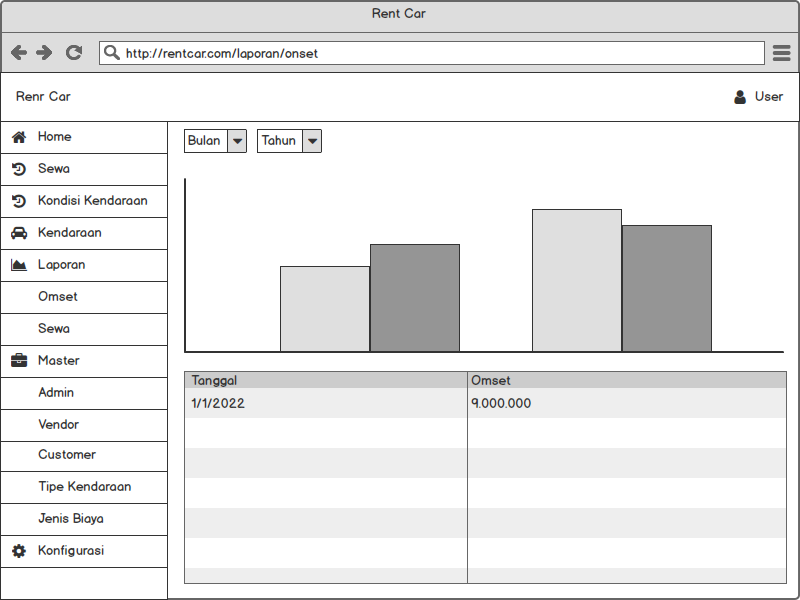 Rent Car
http://rentcar.com/laporan/onset
Renr Car
User
Home
Sewa
Kondisi Kendaraan
Kendaraan
Laporan
Omset
Sewa
Master
Admin
Vendor
Customer
Tipe Kendaraan
Jenis Biaya
Konfigurasi
Bulan Tahun
Tanggal Omset
1/1/2022 9.000.000